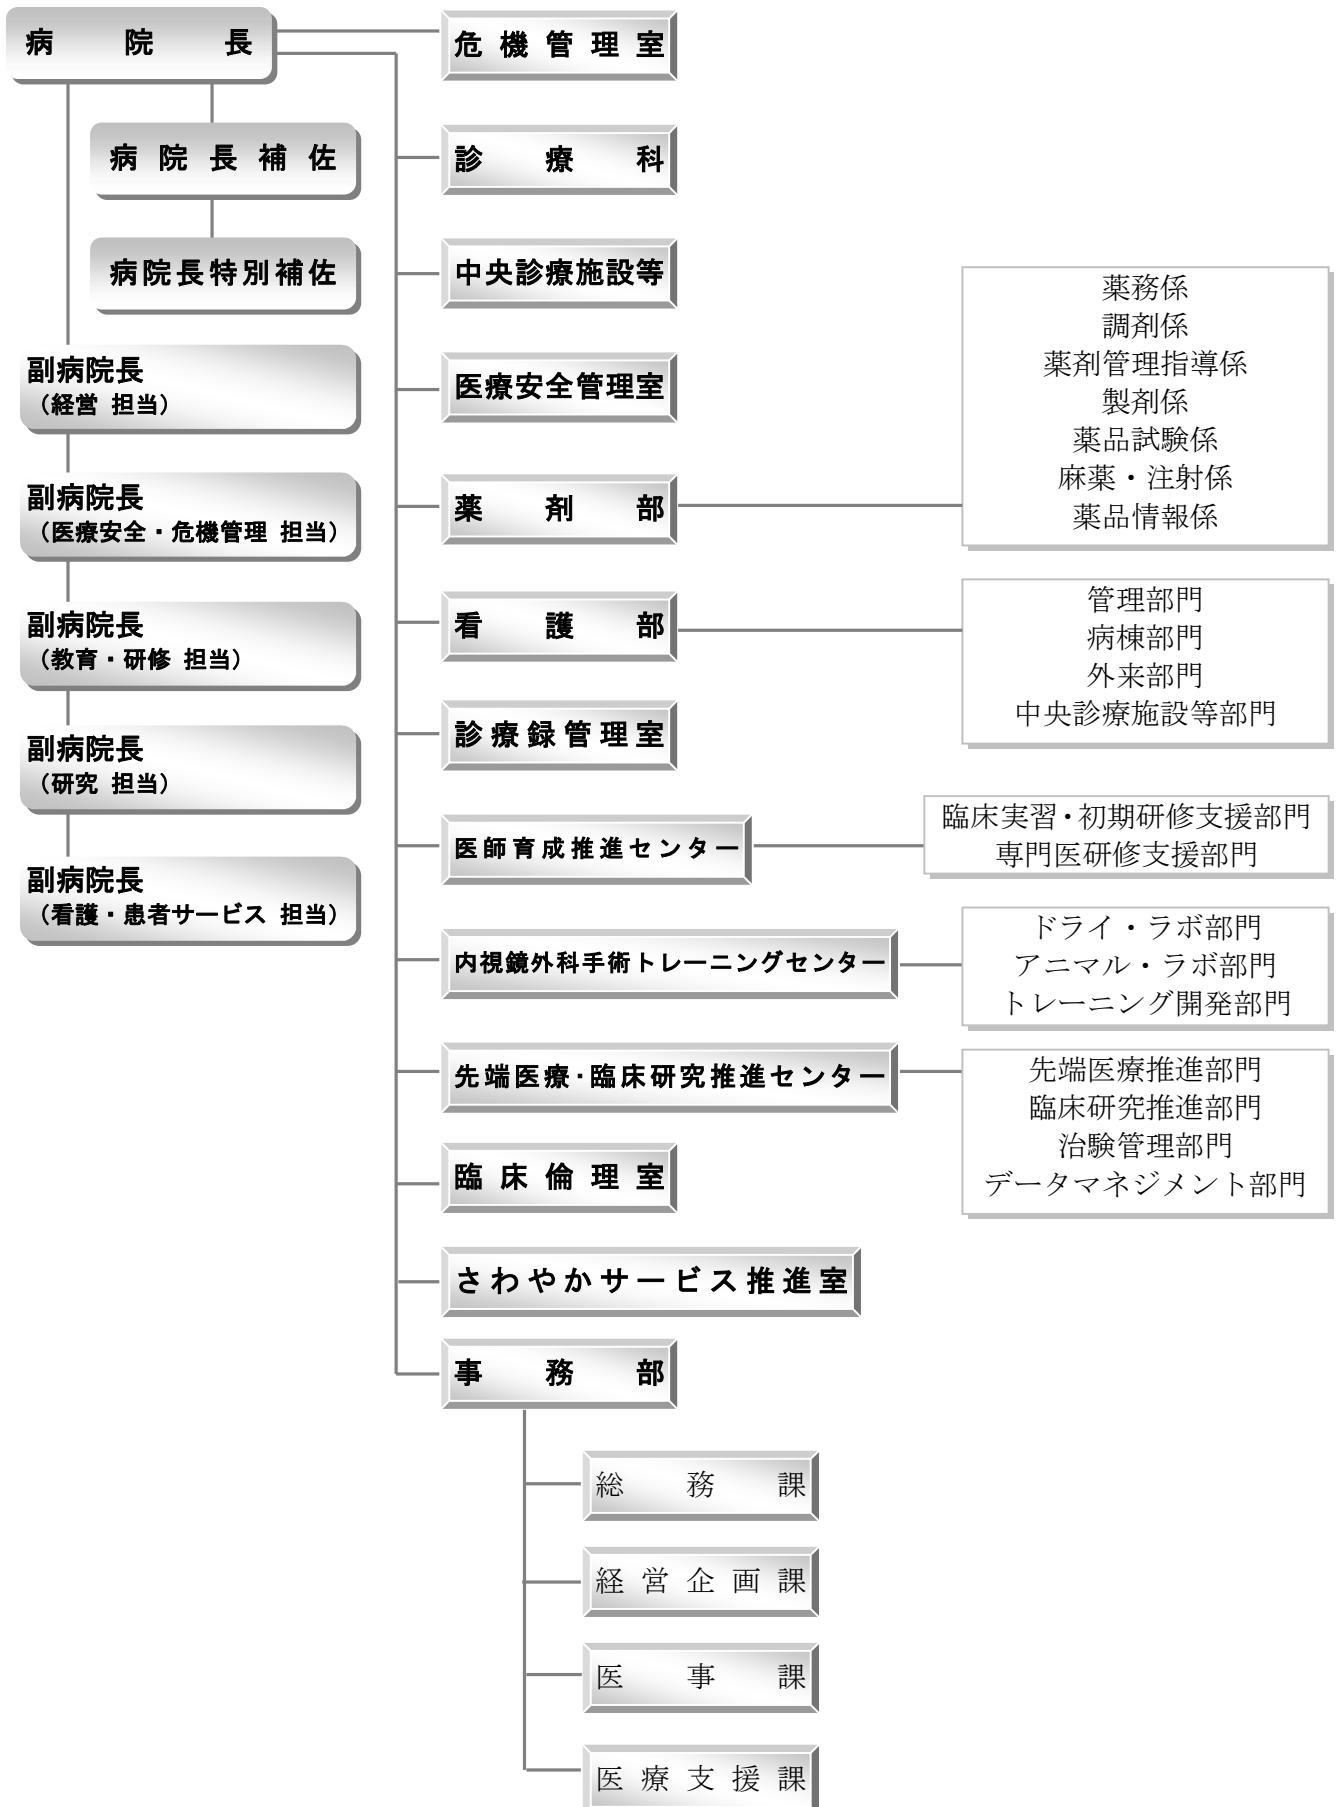 病院長
病院長補佐
病院長特別補佐
副病院長
（経営 担当）
副病院長
（医療安全・危機管理 担当）
副病院長
（教育・研修 担当）
副病院長
（研究 担当）
副病院長
（看護・患者サービス 担当）
危機管理室
診療科
中央診療施設等
医療安全管理室
薬剤部
薬務係
調剤係
薬剤管理指導係
製剤係
薬品試験係
麻薬・注射係
薬品情報係
看護部
管理部門
病棟部門
外来部門
中央診療施設等部門
診療録管理室
医師育成推進センター
臨床実習・初期研修支援部門
専門医研修支援部門
内視鏡外科手術トレーニングセンター
ドライ・ラボ部門
アニマル・ラボ部門
トレーニング開発部門
先端医療・臨床研究推進センター
先端医療推進部門
臨床研究推進部門
治験管理部門
データマネジメント部門
臨床倫理室
さわやかサービス推進室
事務部
総務課
経営企画課
医事課
医療支援課